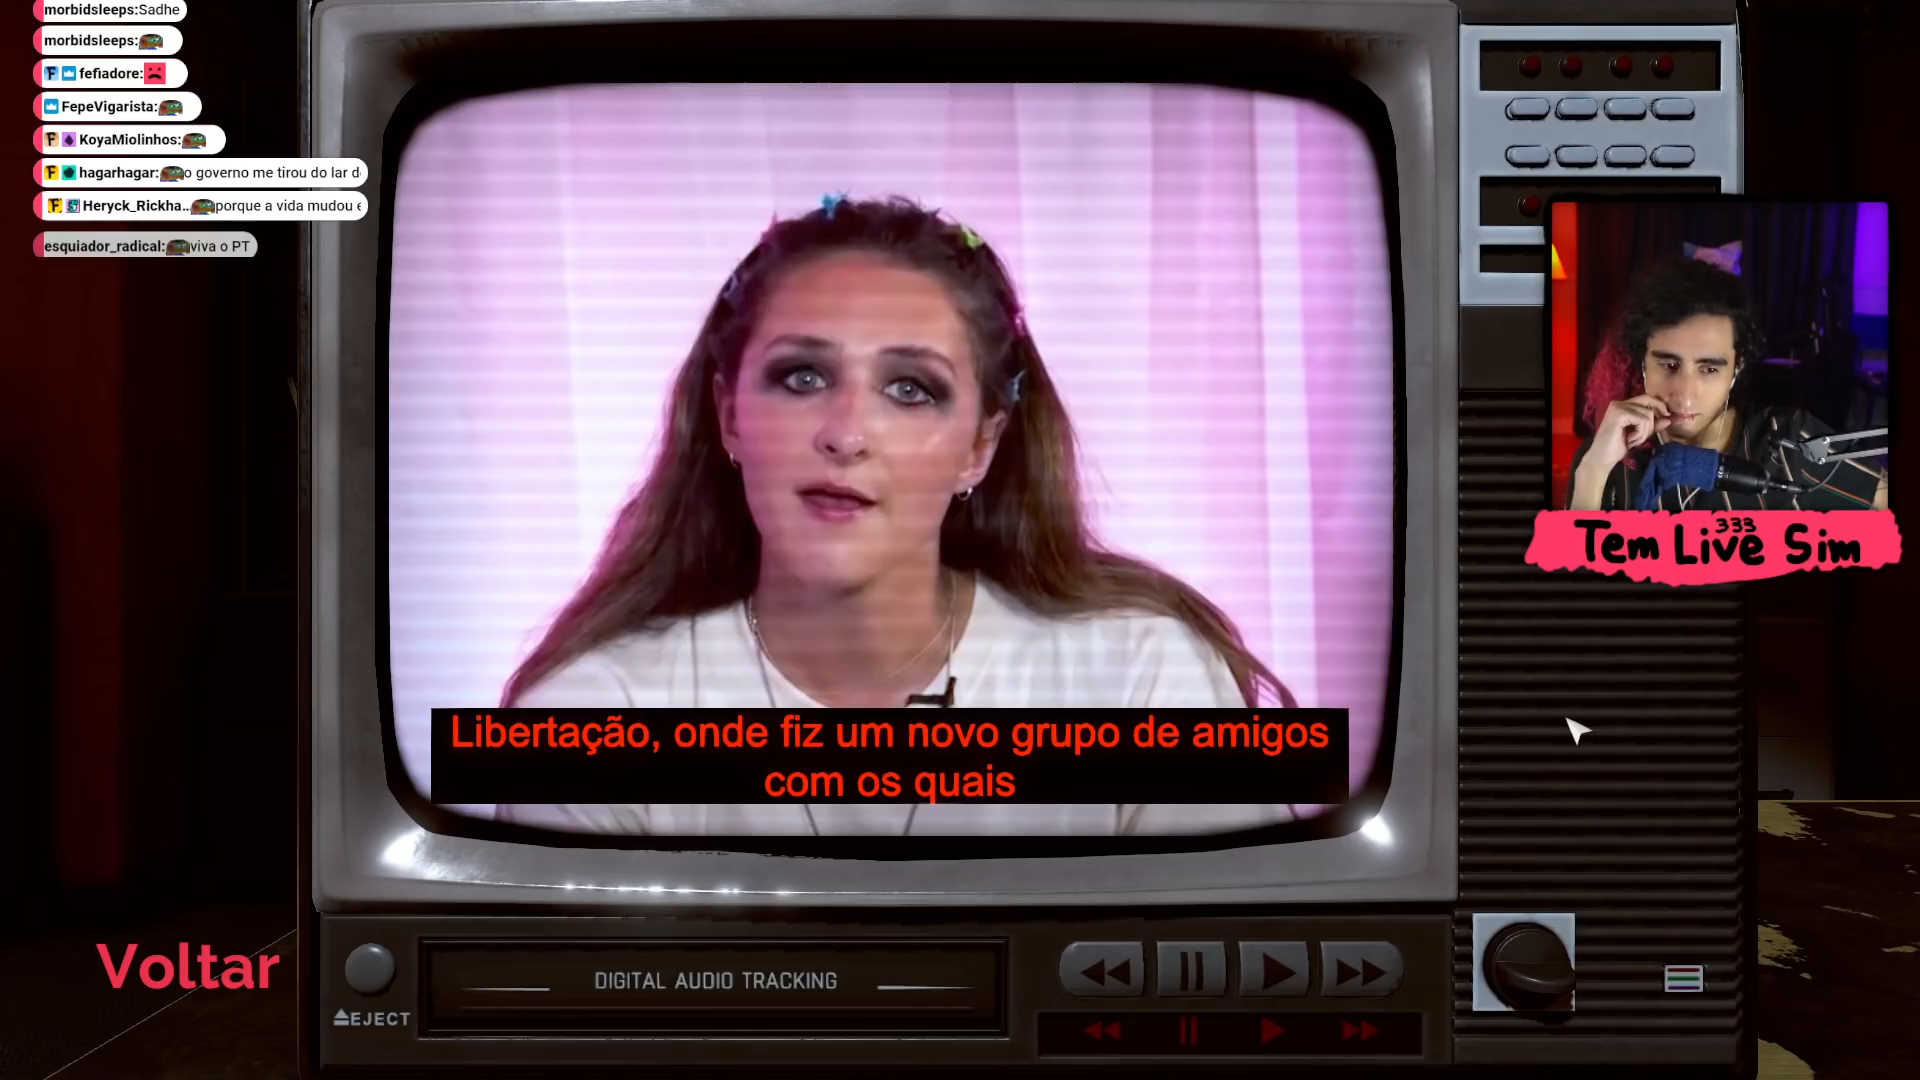 morbidsleeps:Sadhe
morbidsleeps:
fefiadore:
FepeVigarista:
KoyaMiolinhos:
hagarhagar: o governo me tirou do lar d
Heryck_Rickha... porque a vida mudou e
esquiador_radical: viva o PT
333
Tem Live Sim
Libertação, onde fiz um novo grupo de amigos
com os quais
Voltar
EJECT
DIGITAL AUDIO TRACKING